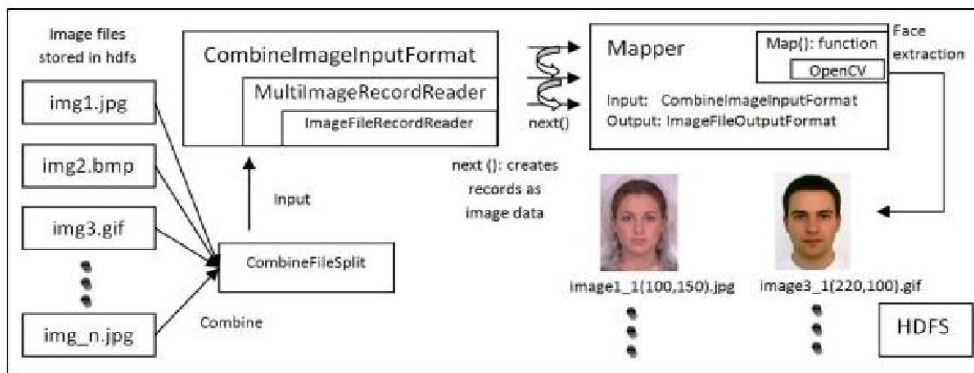 Image files
stored in hdfs
img1.jpg
img2.bmp
img3.gif
img_n.jpg
Combine
CombineFileSplit
Input
CombineImageInputFormat
MultiImageRecordReader
ImageFileRecordReader
next()
next (): creates
records as
image data
Mapper
Map(): function
OpenCV
Input: CombineImageInputFormat
Output: ImageFileOutputFormat
Face
extraction
image1_1(100,150).jpg
image3_1(220,100).gif
HDFS